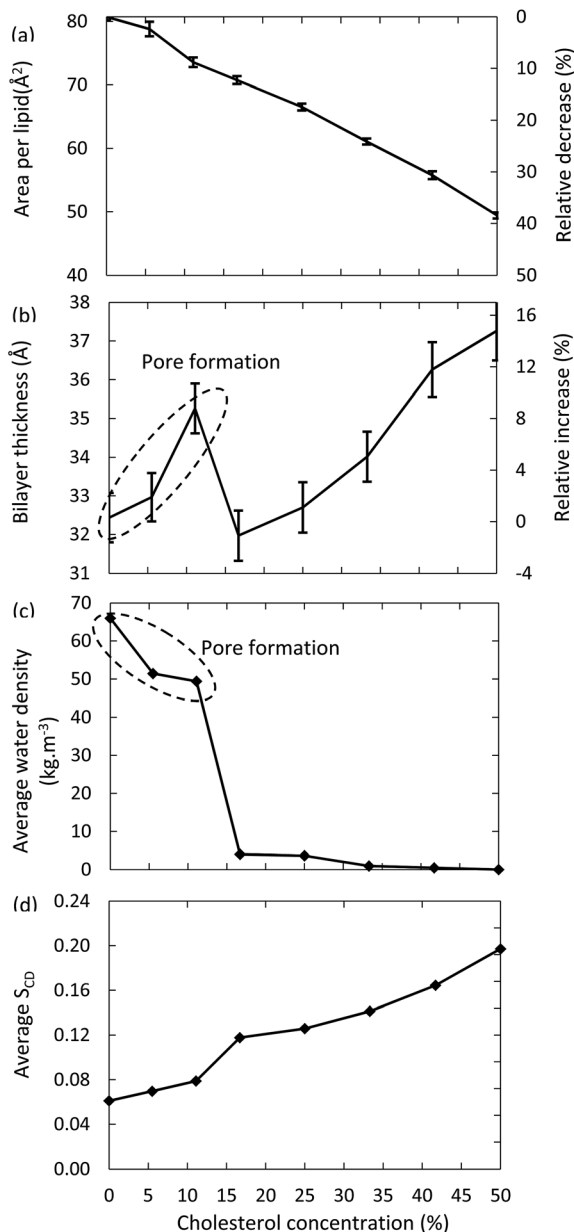 (a)
80
70
60
50
40
Area per lipid(Å²)
0
10
20
30
40
50
Relative decrease (%)
(b)
38
37
36
35
34
33
32
31
Bilayer thickness (Å)
Pore formation
16
12
8
4
0
-4
Relative increase (%)
(c)
70
60
50
40
30
20
10
0
Average water density
(kg.m⁻³)
Pore formation
(d)
0.24
0.20
0.16
0.12
0.08
0.04
0.00
Average S_CD
0 5 10 15 20 25 30 35 40 45 50
Cholesterol concentration (%)